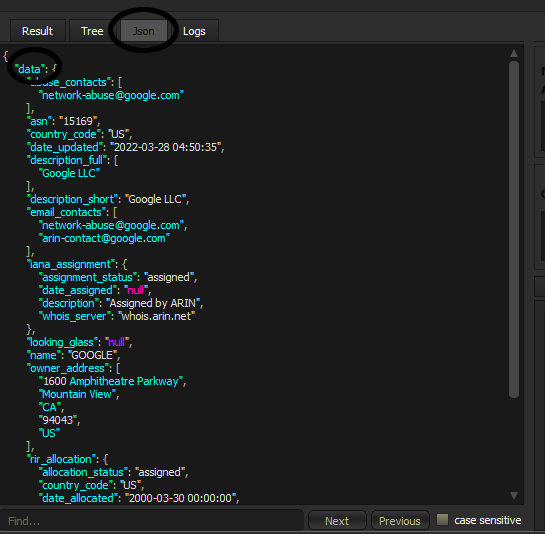 Result Tree Json Logs
{
"data": {
"abuse_contacts": [
"network-abuse@google.com"
],
"asn": "15169",
"country_code": "US",
"date_updated": "2022-03-28 04:50:35",
"description_full": [
"Google LLC"
],
"description_short": "Google LLC",
"email_contacts": [
"network-abuse@google.com",
"arin-contact@google.com"
],
"iana_assignment": {
"assignment_status": "assigned",
"date_assigned": "null",
"description": "Assigned by ARIN",
"whois_server": "whois.arin.net"
},
"looking_glass": "null",
"name": "GOOGLE",
"owner_address": [
"1600 Amphitheatre Parkway",
"Mountain View",
"CA",
"94043",
"US"
],
"rir_allocation": {
"allocation_status": "assigned",
"country_code": "US",
"date_allocated": "2000-03-30 00:00:00",
Find... Next Previous case sensitive